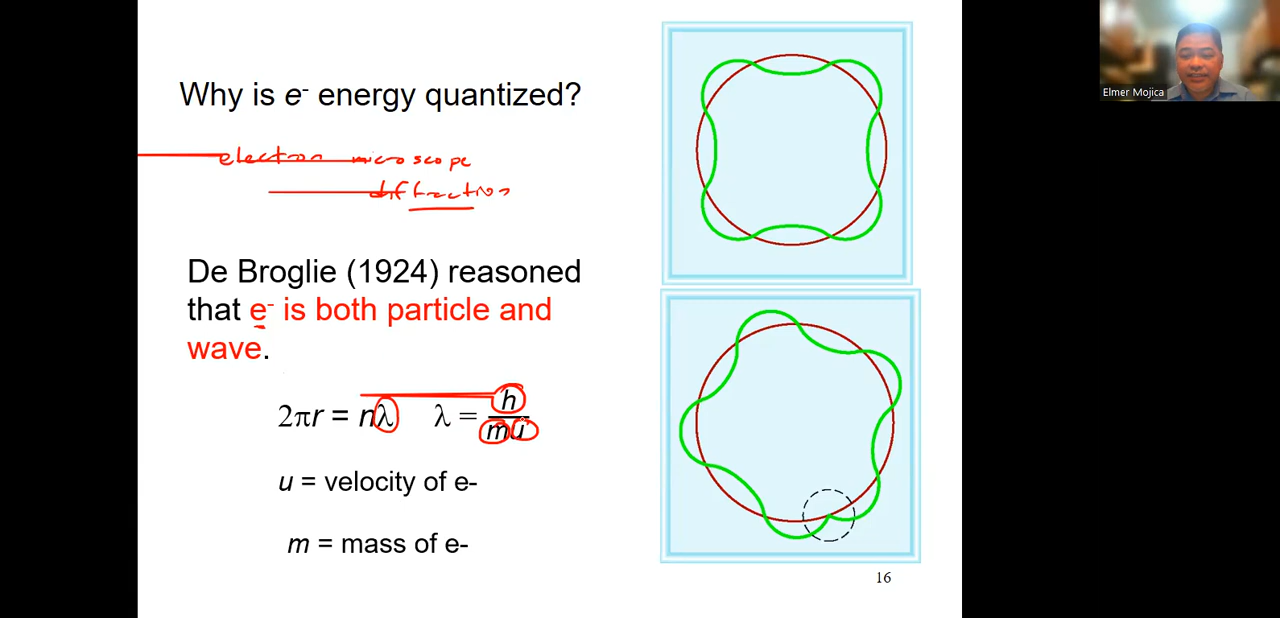 Why is e⁻ energy quantized?
electron microscope
diffraction
De Broglie (1924) reasoned
that e⁻ is both particle and
wave.
2πr = nλ λ = h/mu
u = velocity of e-
m = mass of e-
16
Elmer Mojica